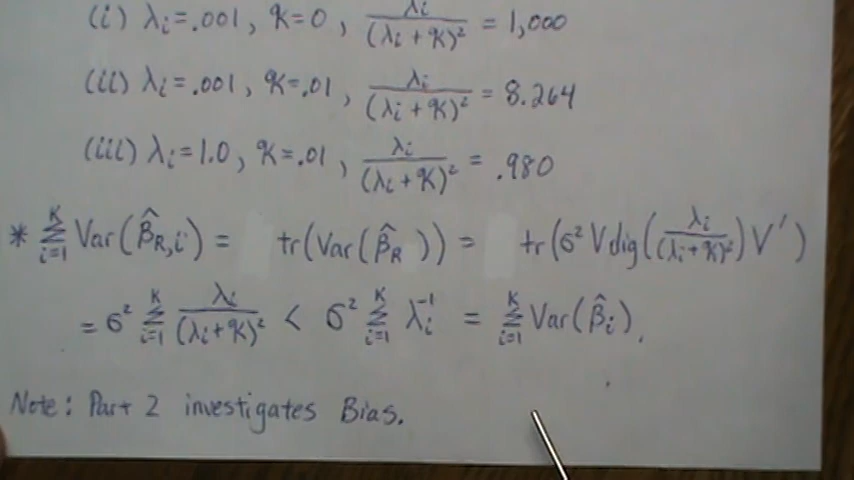 (i) λi = .001, K=0, λi/(λi+K)² = 1,000
(ii) λi = .001, K=.01, λi/(λi+K)² = 8.264
(iii) λi = 1.0, K=.01, λi/(λi+K)² = .980
* Σ_{i=1}^{K} Var(β̂R,i) = tr(Var(β̂R)) = tr(σ² V dig(λi/(λi+K)²) V′)
= σ² Σ_{i=1}^{K} λi/(λi+K)² < σ² Σ_{i=1}^{K} λi⁻¹ = Σ_{i=1}^{K} Var(β̂i).
Note: Part 2 investigates Bias.